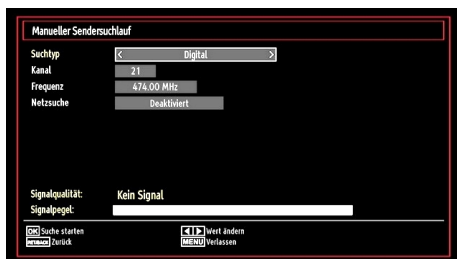 Manueller Sendersuchlauf
Suchtyp < Digital >
Kanal 21
Frequenz 474.00 MHz
Netzsuche Deaktiviert
Signalqualität: Kein Signal
Signalpegel:
OK Suche starten ◀ ▶ Wert ändern
Zurück MENU Verlassen